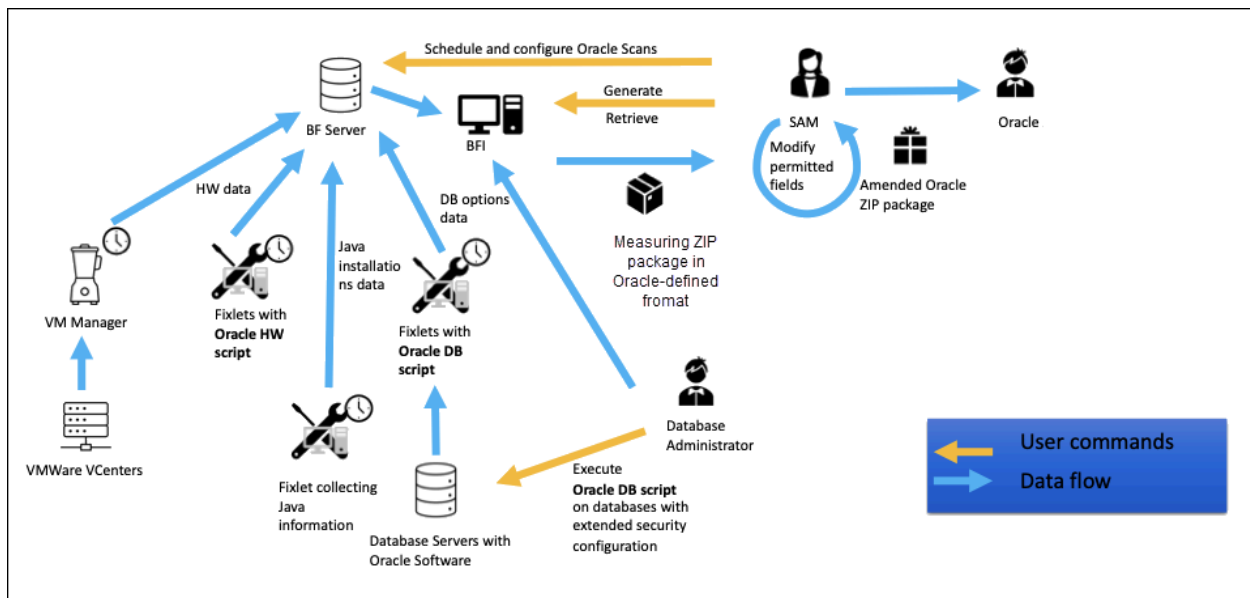 Schedule and configure Oracle Scans
Generate
Retrieve
BF Server
BFI
SAM
Oracle
Modify
permitted
fields
Amended Oracle
ZIP package
HW data
DB options
data
Java
installatio
ns data
Measuring ZIP
package in
Oracle-defined
fromat
VM Manager
Fixlets with
Oracle HW
script
Fixlets with
Oracle DB
script
VMWare VCenters
Fixlet collecting
Java
information
Database Servers with
Oracle Software
Database
Administrator
Execute
Oracle DB script
on databases with
extended security
configuration
User commands
Data flow